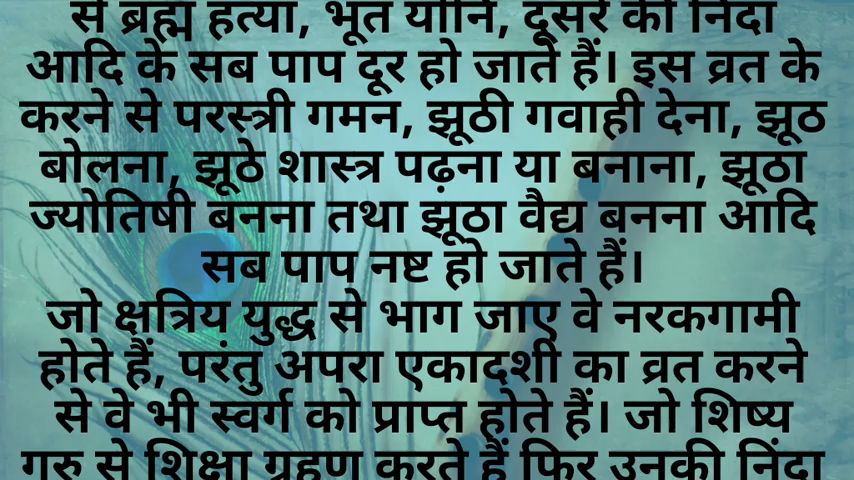 से ब्रह्म हत्या, भूत योनि, दूसरे की निंदा
आदि के सब पाप दूर हो जाते हैं। इस व्रत के
करने से परस्त्री गमन, झूठी गवाही देना, झूठ
बोलना, झूठे शास्त्र पढ़ना या बनाना, झूठा
ज्योतिषी बनना तथा झूठा वैद्य बनना आदि
सब पाप नष्ट हो जाते हैं।
जो क्षत्रिय युद्ध से भाग जाए वे नरकगामी
होते हैं, परंतु अपरा एकादशी का व्रत करने
से वे भी स्वर्ग को प्राप्त होते हैं। जो शिष्य
गुरु से शिक्षा ग्रहण करते हैं फिर उनकी निंदा